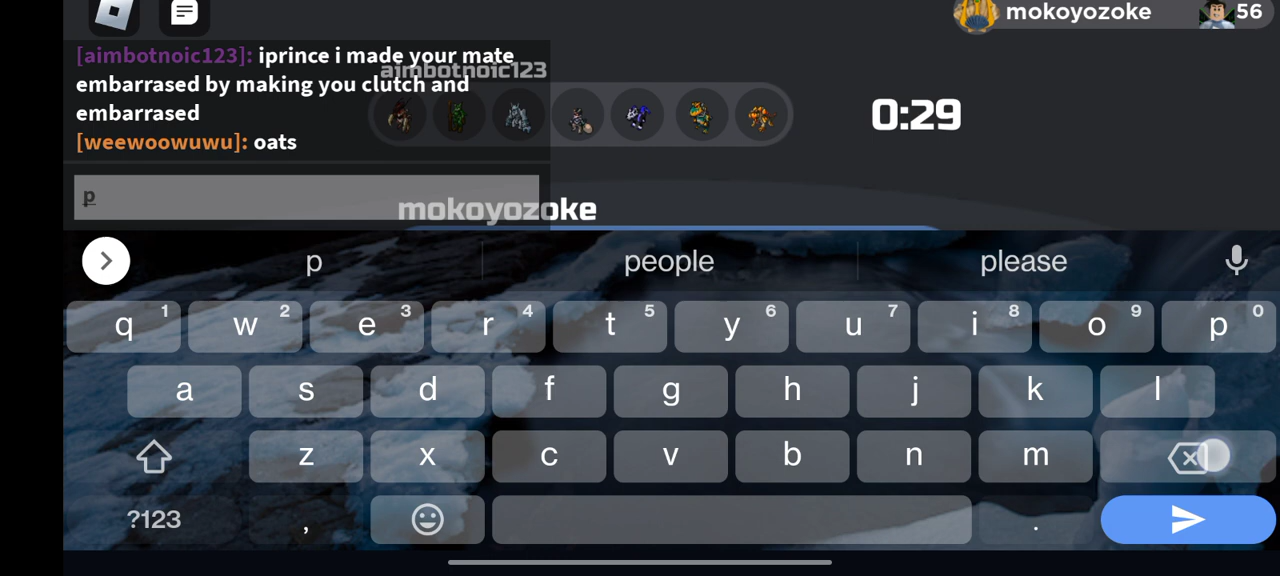 mokoyozoke
56
[aimbotnoic123]: iprince i made your mate
embarrased by making you clutch and
embarrased
[weewoowuwu]: oats
aimbotnoic123
0:29
p
mokoyozoke
p people please
q 1 w 2 e 3 r 4 t 5 y 6 u 7 i 8 o 9 p 0
a s d f g h j k l
z x c v b n m
?123 , .